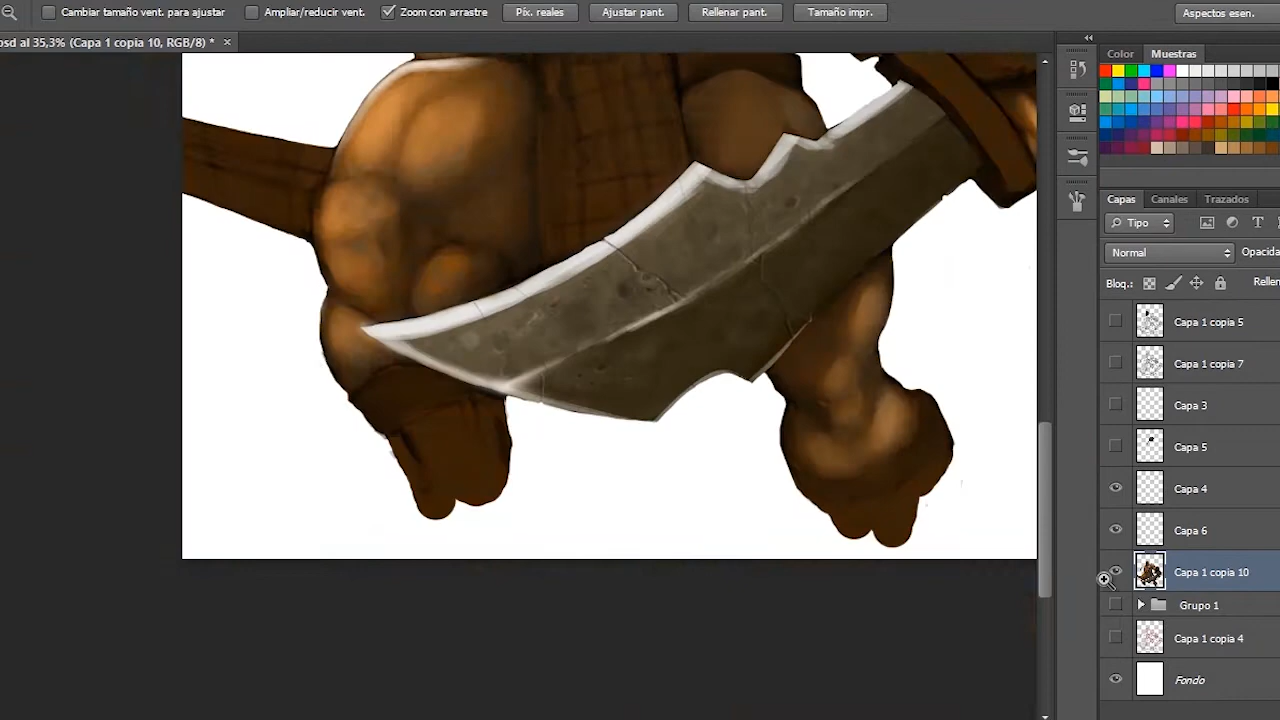 Cambiar tamaño vent. para ajustar Ampliar/reducir vent. Zoom con arrastre Píx. reales Ajustar pant. Rellenar pant. Tamaño impr. Aspectos esen.
osd al 35,3% (Capa 1 copia 10, RGB/8) * ×
Color Muestras
Capas Canales Trazados
Tipo T
Normal Opacida
Bloq.: Rellen
Capa 1 copia 5
Capa 1 copia 7
Capa 3
Capa 5
Capa 4
Capa 6
Capa 1 copia 10
Grupo 1
Capa 1 copia 4
Fondo